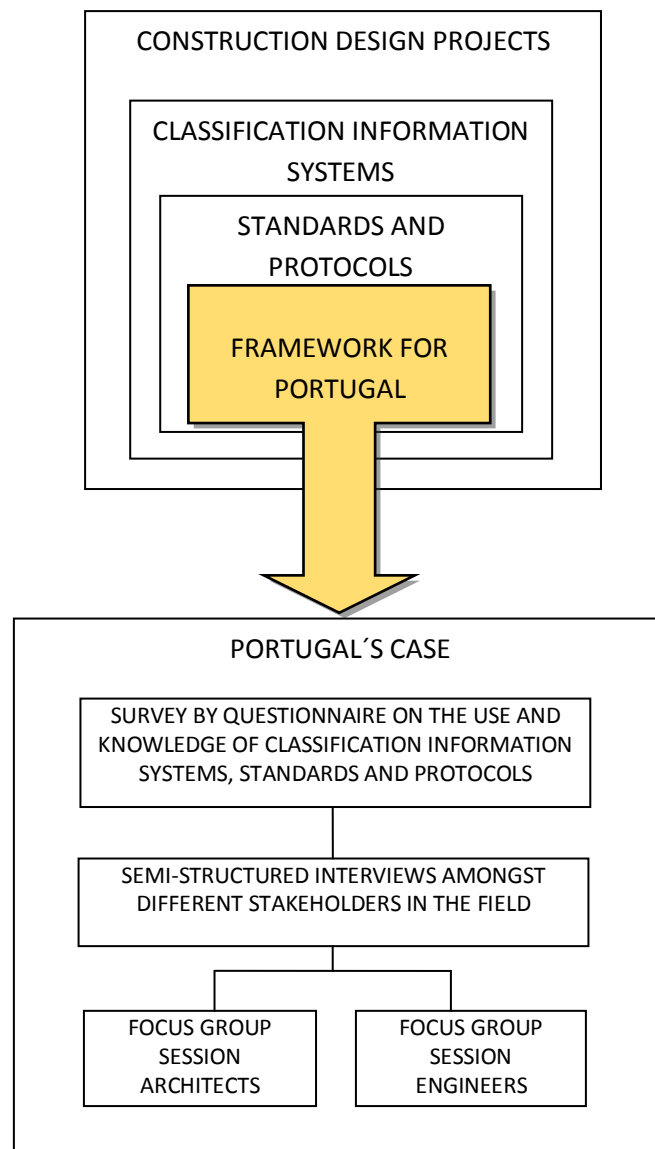 CONSTRUCTION DESIGN PROJECTS
CLASSIFICATION INFORMATION
SYSTEMS
STANDARDS AND
PROTOCOLS
FRAMEWORK FOR
PORTUGAL
PORTUGAL´S CASE
SURVEY BY QUESTIONNAIRE ON THE USE AND
KNOWLEDGE OF CLASSIFICATION INFORMATION
SYSTEMS, STANDARDS AND PROTOCOLS
SEMI-STRUCTURED INTERVIEWS AMONGST
DIFFERENT STAKEHOLDERS IN THE FIELD
FOCUS GROUP
SESSION
ARCHITECTS
FOCUS GROUP
SESSION
ENGINEERS